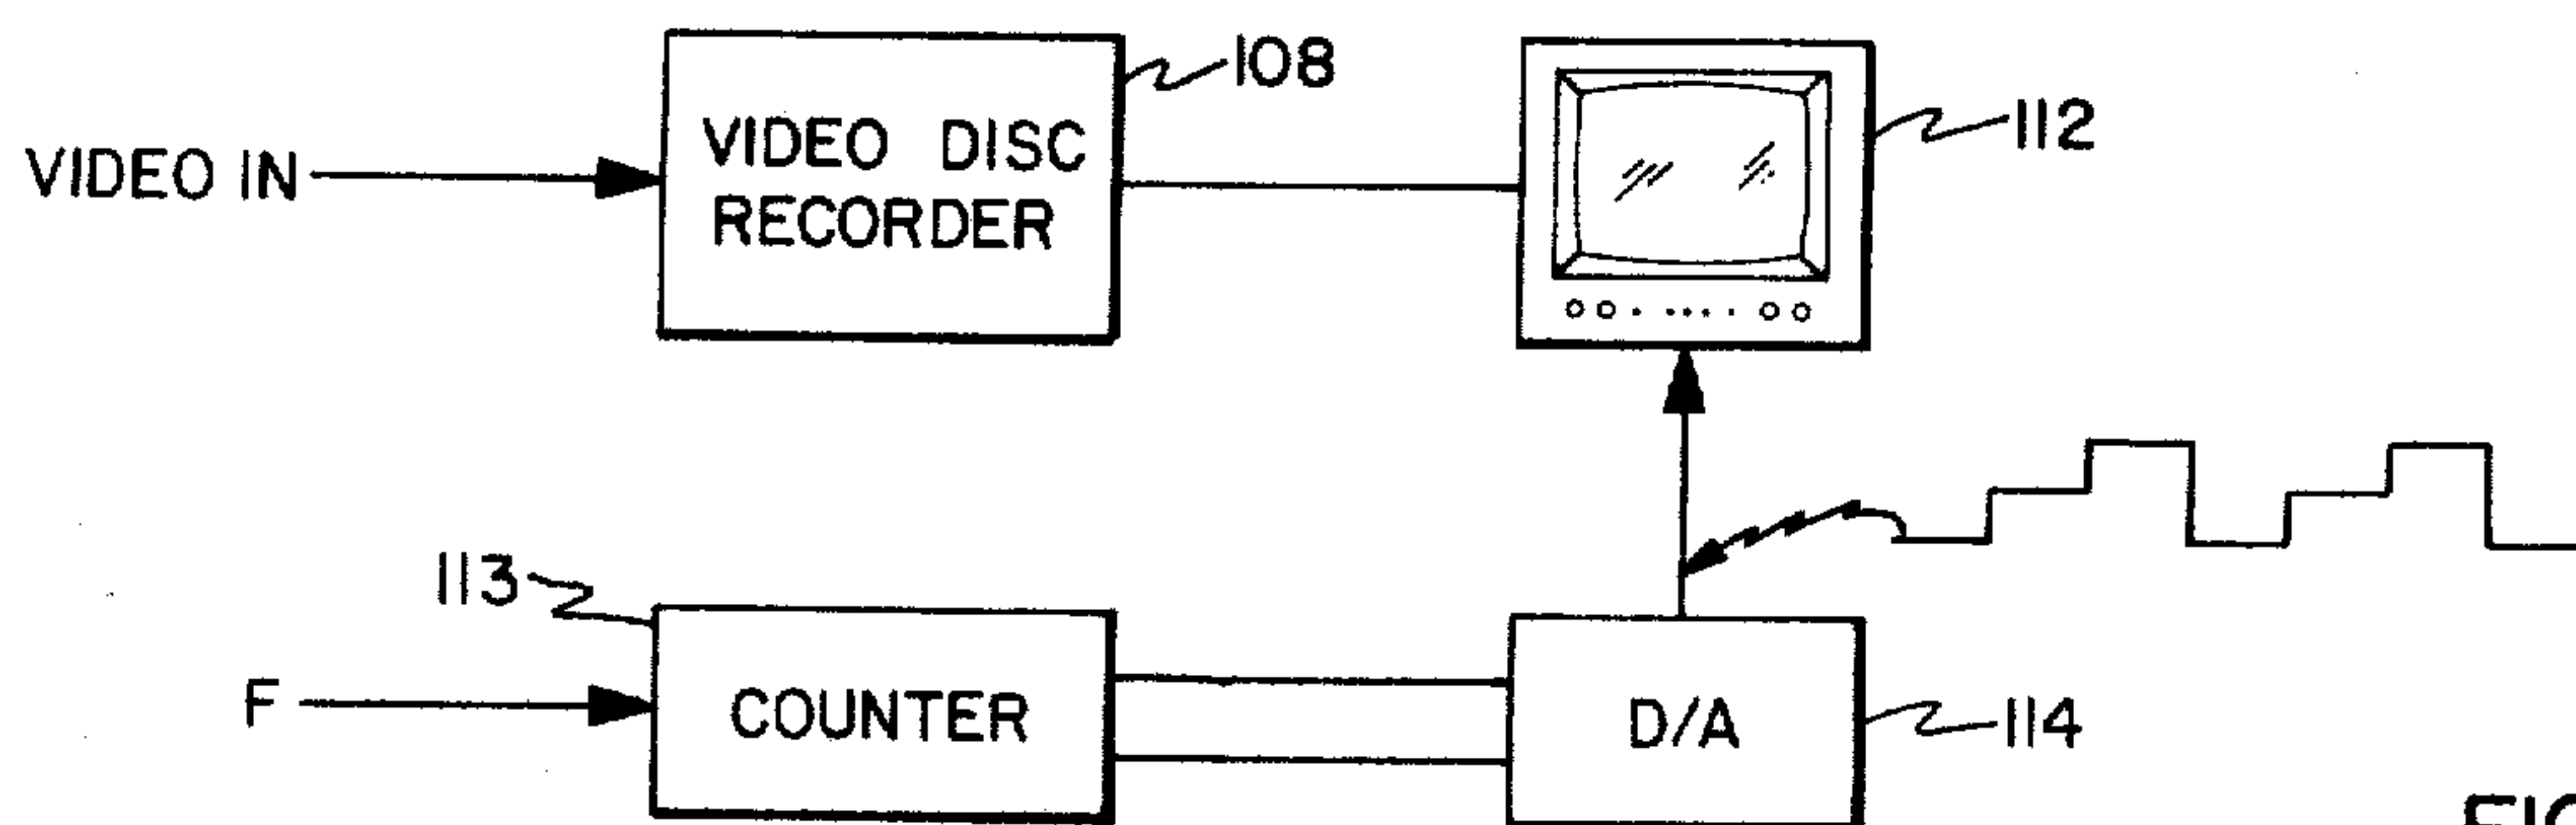 108
VIDEO IN
VIDEO DISC
RECORDER
112
113
F
COUNTER
D/A
114